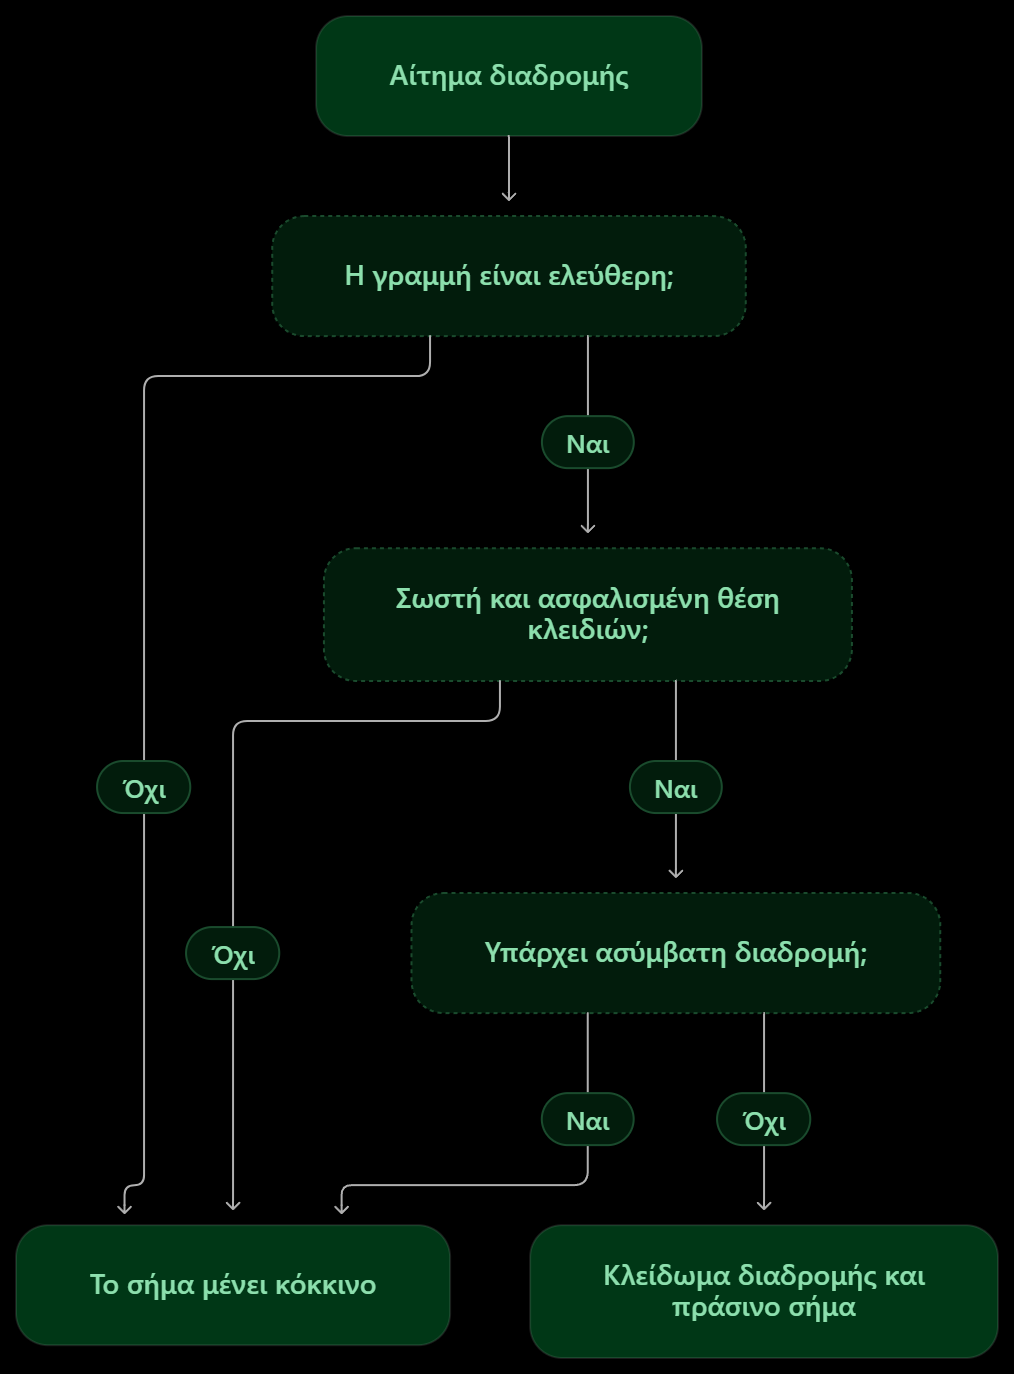 Αίτημα διαδρομής
Η γραμμή είναι ελεύθερη;
Ναι
Σωστή και ασφαλισμένη θέση
κλειδιών;
Όχι
Ναι
Όχι
Υπάρχει ασύμβατη διαδρομή;
Ναι
Όχι
Το σήμα μένει κόκκινο
Κλείδωμα διαδρομής και
πράσινο σήμα